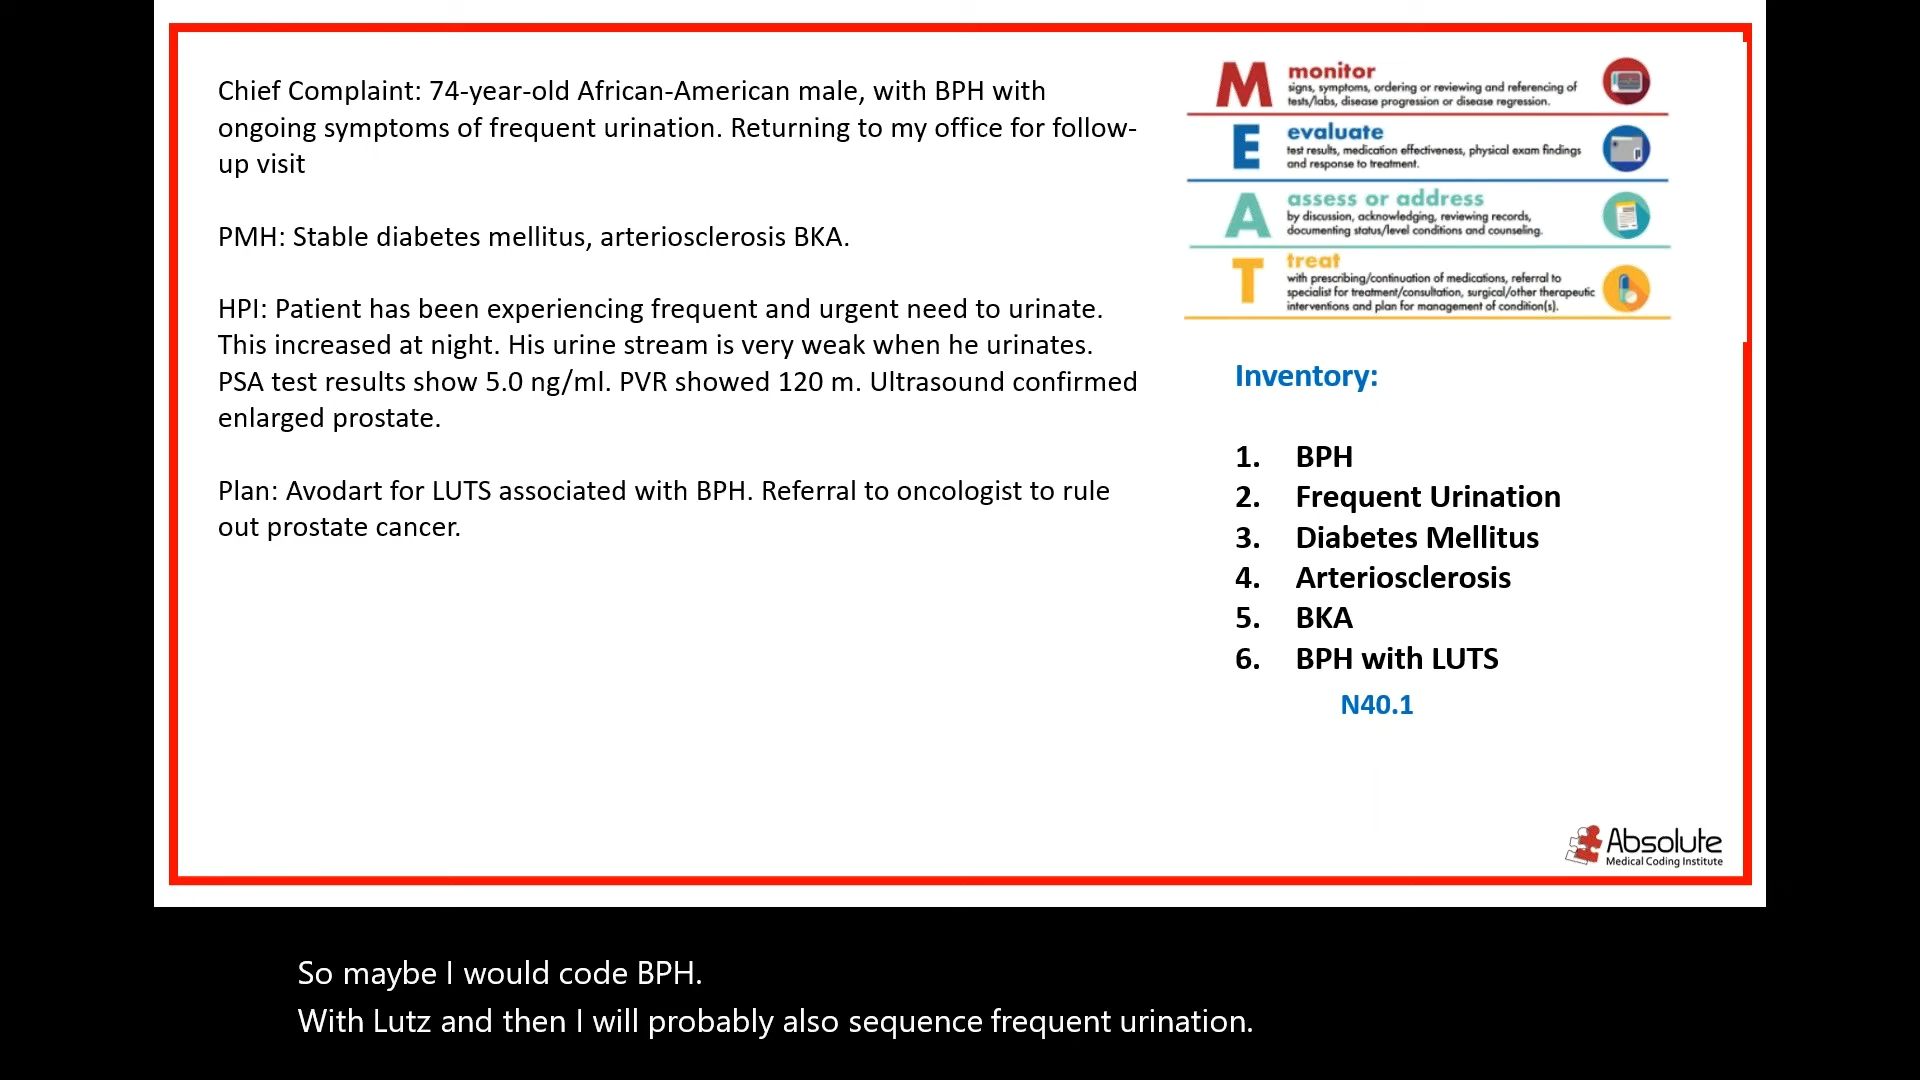 Chief Complaint: 74-year-old African-American male, with BPH with
ongoing symptoms of frequent urination. Returning to my office for follow-
up visit
PMH: Stable diabetes mellitus, arteriosclerosis BKA.
HPI: Patient has been experiencing frequent and urgent need to urinate.
This increased at night. His urine stream is very weak when he urinates.
PSA test results show 5.0 ng/ml. PVR showed 120 m. Ultrasound confirmed
enlarged prostate.
Plan: Avodart for LUTS associated with BPH. Referral to oncologist to rule
out prostate cancer.
M monitor
signs, symptoms, ordering or reviewing and referencing of
tests/labs, disease progression or disease regression.
E evaluate
test results, medication effectiveness, physical exam findings
and response to treatment.
A assess or address
by discussion, acknowledging, reviewing records,
documenting status/level conditions and counseling.
T treat
with prescribing/continuation of medications, referral to
specialist for treatment/consultation, surgical/other therapeutic
interventions and plan for management of condition(s).
Inventory:
1. BPH
2. Frequent Urination
3. Diabetes Mellitus
4. Arteriosclerosis
5. BKA
6. BPH with LUTS
N40.1
Absolute
Medical Coding Institute
So maybe I would code BPH.
With Lutz and then I will probably also sequence frequent urination.